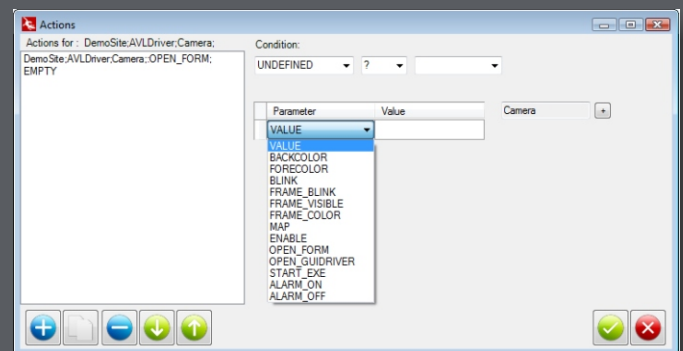 Actions
Actions for : DemoSite;AVLDriver;Camera;
Condition:
DemoSite;AVLDriver;Camera;:OPEN_FORM;
EMPTY
UNDEFINED ?
Parameter Value Camera +
VALUE
VALUE
BACKCOLOR
FORECOLOR
BLINK
FRAME_BLINK
FRAME_VISIBLE
FRAME_COLOR
MAP
ENABLE
OPEN_FORM
OPEN_GUIDRIVER
START_EXE
ALARM_ON
ALARM_OFF